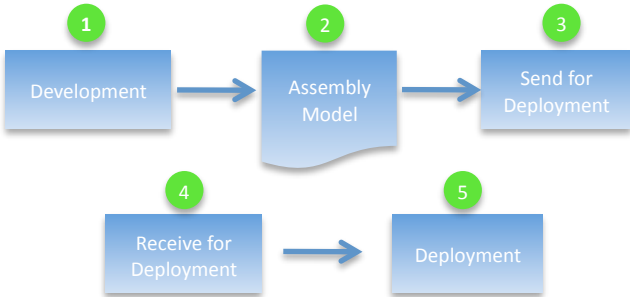 1
2
3
Development
Assembly
Model
Send for
Deployment
4
5
Receive for
Deployment
Deployment